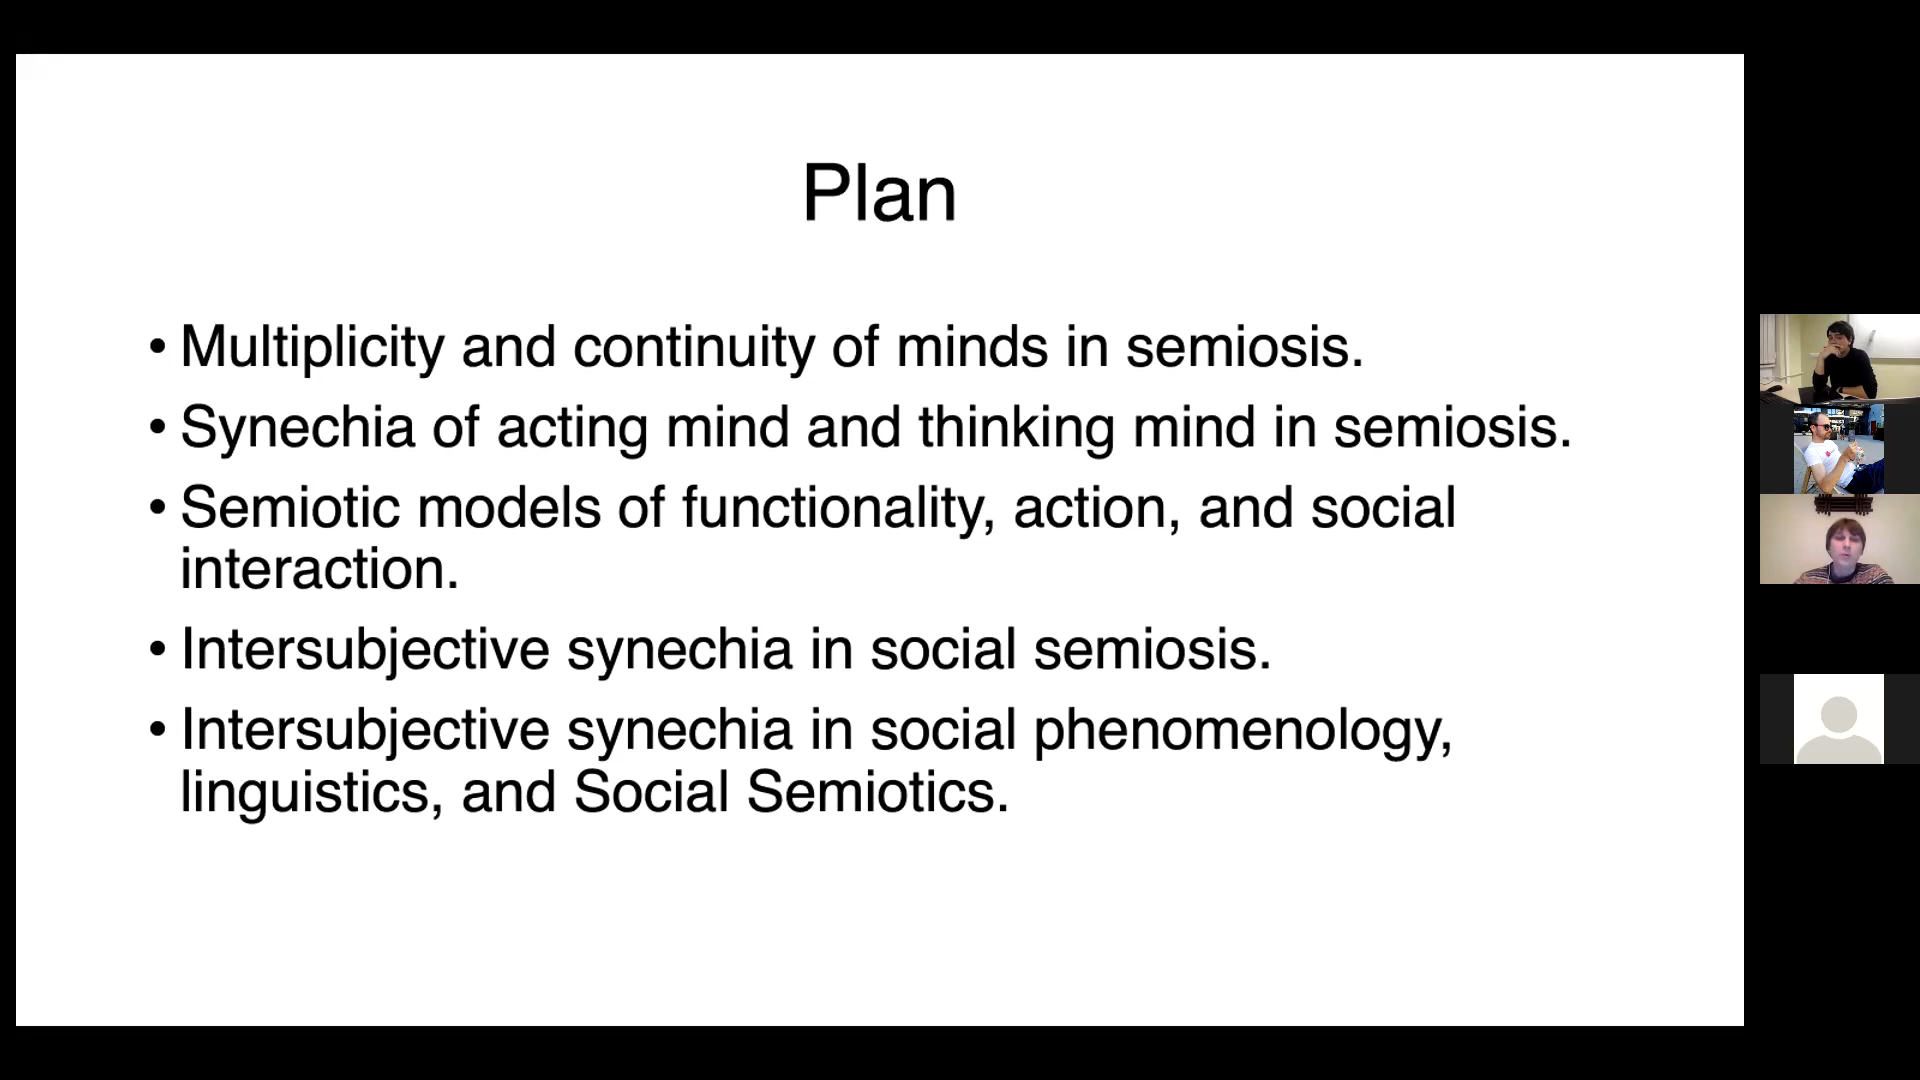 Plan
• Multiplicity and continuity of minds in semiosis.
• Synechia of acting mind and thinking mind in semiosis.
• Semiotic models of functionality, action, and social
interaction.
• Intersubjective synechia in social semiosis.
• Intersubjective synechia in social phenomenology,
linguistics, and Social Semiotics.